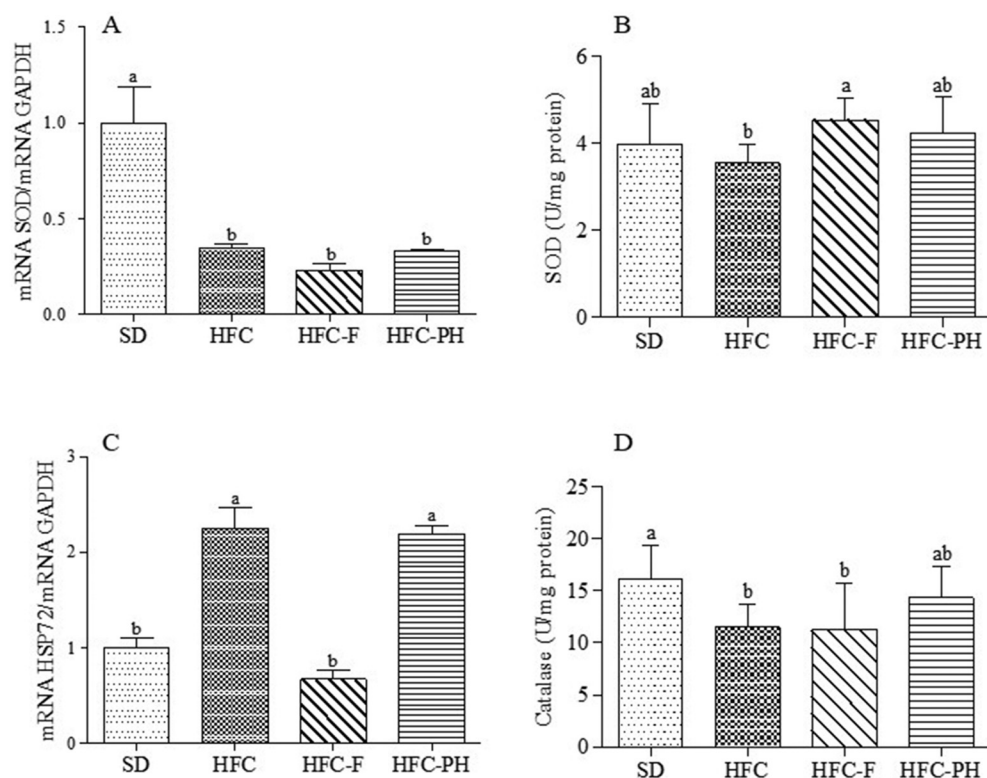 A
mRNA SOD/mRNA GAPDH
1.5
1.0
0.5
0.0
a
b
b
b
SD
HFC
HFC-F
HFC-PH
B
SOD (U/mg protein)
6
4
2
0
ab
b
a
ab
SD
HFC
HFC-F
HFC-PH
C
mRNA HSP72/mRNA GAPDH
3
2
1
0
b
a
b
a
SD
HFC
HFC-F
HFC-PH
D
Catalase (U/mg protein)
25
20
15
10
5
0
a
b
b
ab
SD
HFC
HFC-F
HFC-PH